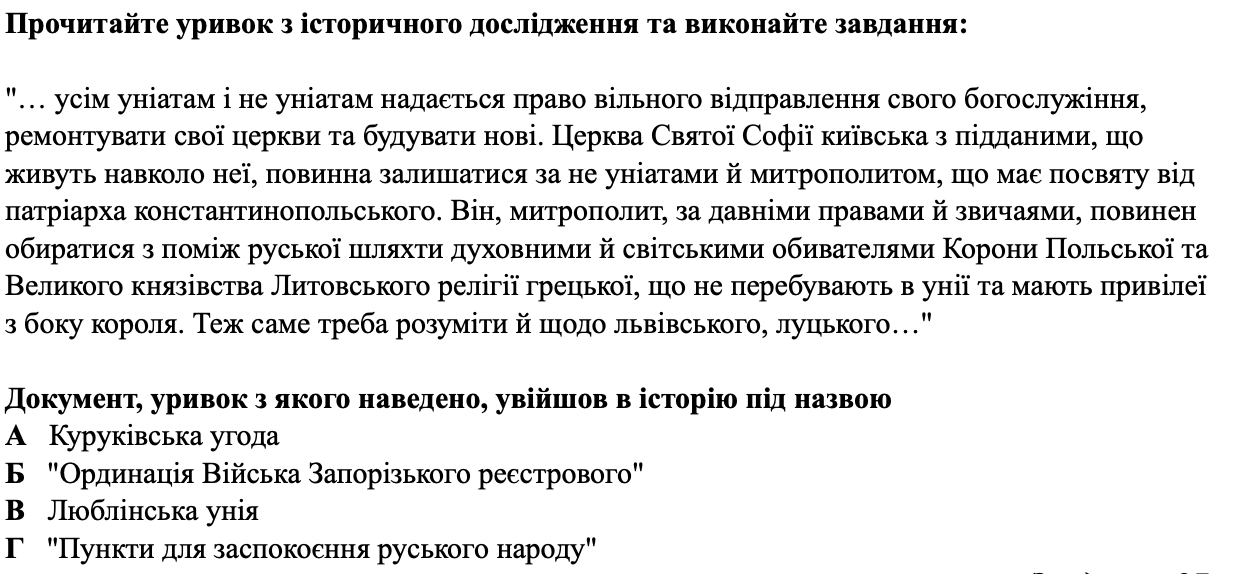 Прочитайте уривок з історичного дослідження та виконайте завдання:
"… усім уніатам і не уніатам надається право вільного відправлення свого богослужіння,
ремонтувати свої церкви та будувати нові. Церква Святої Софії київська з підданими, що
живуть навколо неї, повинна залишатися за не уніатами й митрополитом, що має посвяту від
патріарха константинопольського. Він, митрополит, за давніми правами й звичаями, повинен
обиратися з поміж руської шляхти духовними й світськими обивателями Корони Польської та
Великого князівства Литовського релігії грецької, що не перебувають в унії та мають привілеї
з боку короля. Теж саме треба розуміти й щодо львівського, луцького…"
Документ, уривок з якого наведено, увійшов в історію під назвою
А Куруківська угода
Б "Ординація Війська Запорізького реєстрового"
В Люблінська унія
Г "Пункти для заспокоєння руського народу"